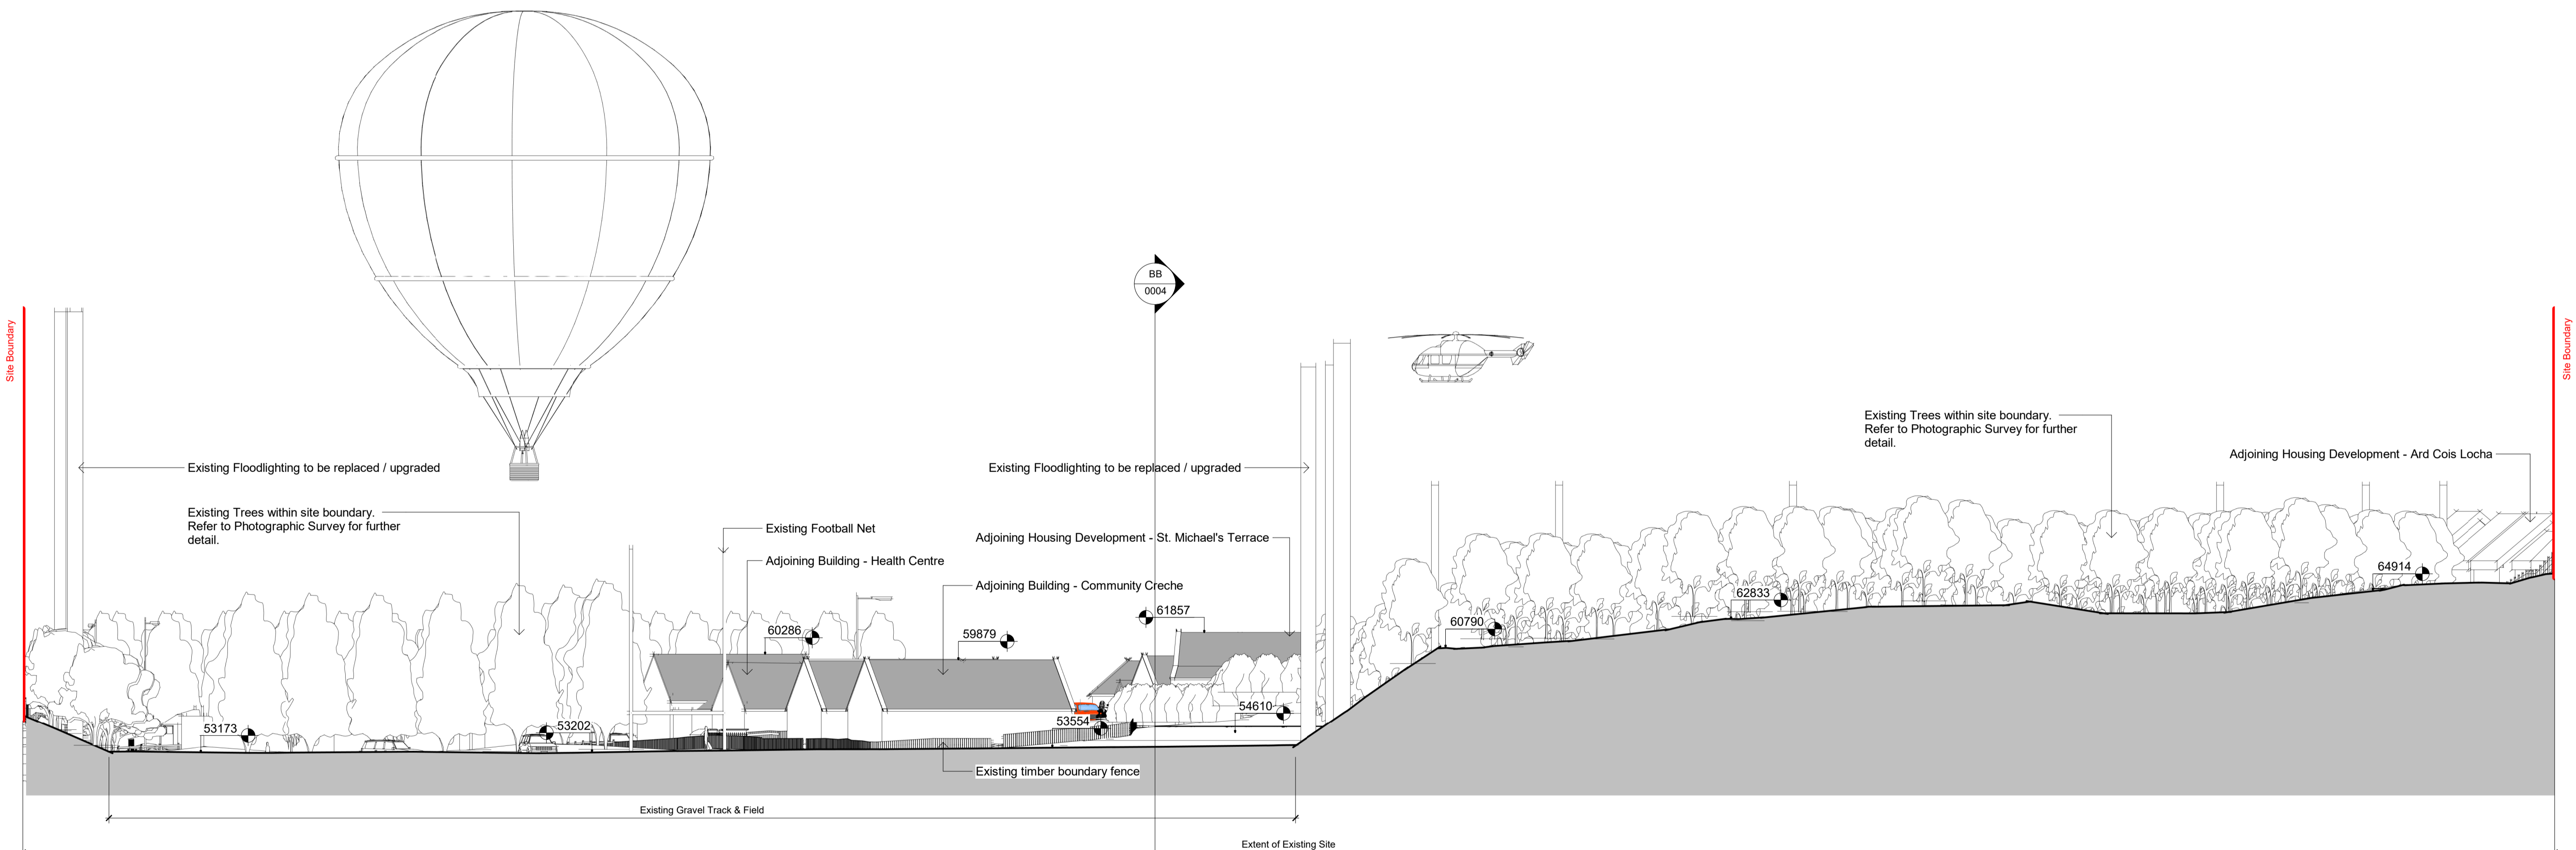 BB
0004
Site Boundary
Site Boundary
Existing Trees within site boundary.
Refer to Photographic Survey for further
detail.
Adjoining Housing Development - Ard Cois Locha
Existing Floodlighting to be replaced / upgraded
Existing Floodlighting to be replaced / upgraded
Existing Trees within site boundary.
Refer to Photographic Survey for further
detail.
Existing Football Net
Adjoining Housing Development - St. Michael's Terrace
Adjoining Building - Health Centre
Adjoining Building - Community Creche
64914
62833
61857
60790
60286
59879
54610
53554
53202
53173
Existing timber boundary fence
Existing Gravel Track & Field
Extent of Existing Site